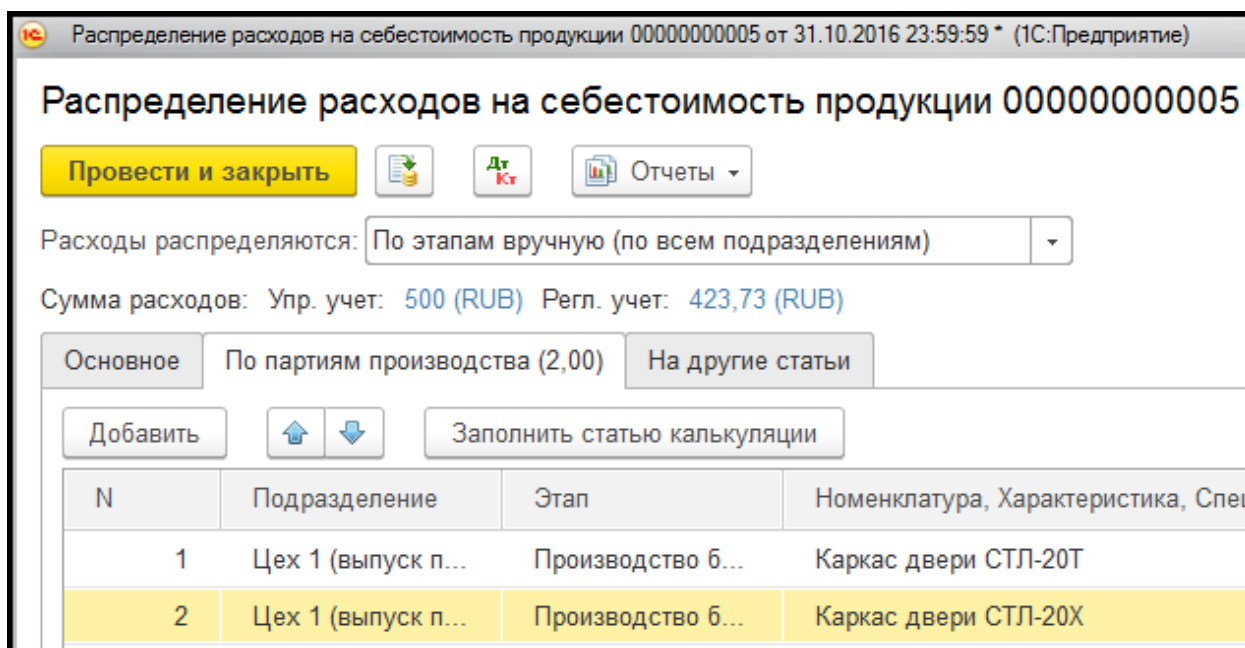 1С Распределение расходов на себестоимость продукции 00000000005 от 31.10.2016 23:59:59 * (1С:Предприятие)
Распределение расходов на себестоимость продукции 00000000005
Провести и закрыть Дт Кт Отчеты
Расходы распределяются: По этапам вручную (по всем подразделениям)
Сумма расходов: Упр. учет: 500 (RUB) Регл. учет: 423,73 (RUB)
Основное По партиям производства (2,00) На другие статьи
Добавить Заполнить статью калькуляции
N Подразделение Этап Номенклатура, Характеристика, Спец
1 Цех 1 (выпуск п... Производство б... Каркас двери СТЛ-20Т
2 Цех 1 (выпуск п... Производство б... Каркас двери СТЛ-20Х